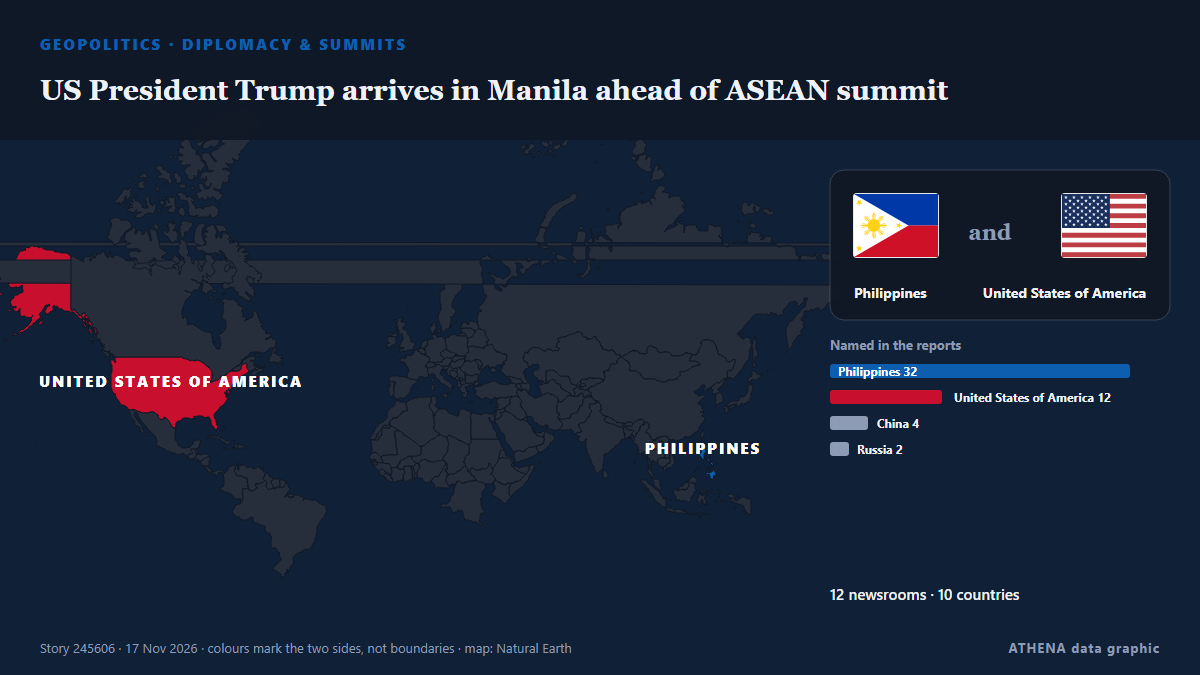 GEOPOLITICS · DIPLOMACY & SUMMITS
US President Trump arrives in Manila ahead of ASEAN summit
and
Philippines
United States of America
Named in the reports
Philippines 32
United States of America 12
China 4
Russia 2
UNITED STATES OF AMERICA
PHILIPPINES
12 newsrooms · 10 countries
Story 245606 · 17 Nov 2026 · colours mark the two sides, not boundaries · map: Natural Earth
ATHENA data graphic